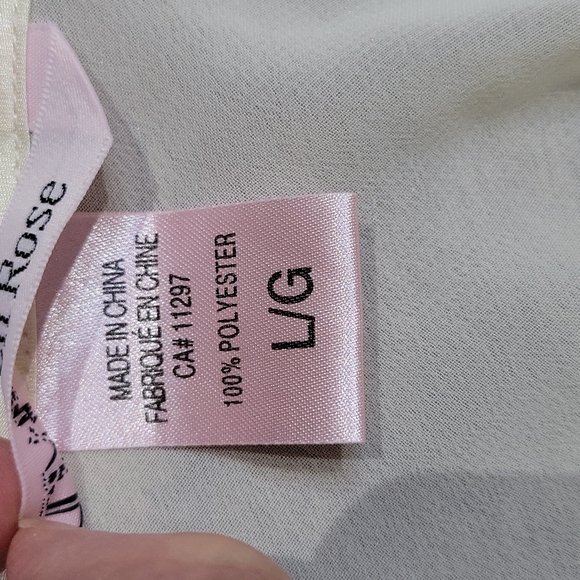 Rose
MADE IN CHINA
FABRIQUÉ EN CHINE
CA# 11297
100% POLYESTER
L/G